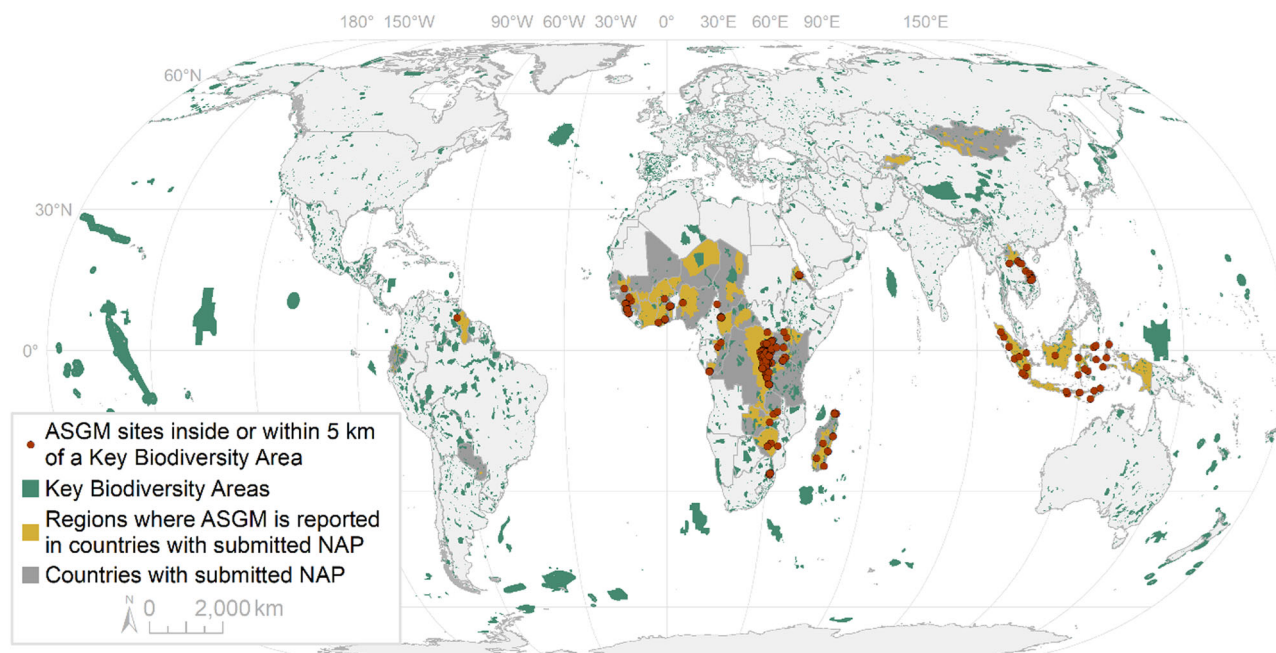 180° 150°W 90°W 60°W 30°W 0° 30°E 60°E 90°E 150°E
60°N
30°N
0°
ASGM sites inside or within 5 km
of a Key Biodiversity Area
Key Biodiversity Areas
Regions where ASGM is reported
in countries with submitted NAP
Countries with submitted NAP
N
0 2,000 km